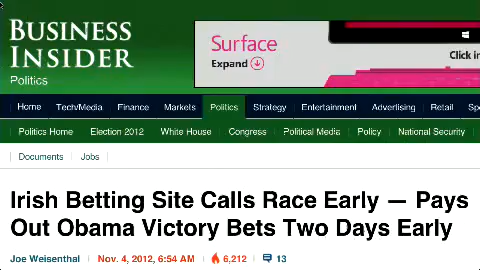 BUSINESS
INSIDER
Politics
Surface
Expand
Click in
Home Tech/Media Finance Markets Politics Strategy Entertainment Advertising Retail Spo
Politics Home Election 2012 White House Congress Political Media Policy National Security
Documents Jobs
Irish Betting Site Calls Race Early — Pays
Out Obama Victory Bets Two Days Early
Joe Weisenthal Nov. 4, 2012, 6:54 AM 6,212 13